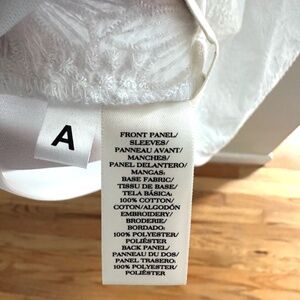 A
FRONT PANEL/
SLEEVES/
PANNEAU AVANT/
MANCHES/
PANEL DELANTERO/
MANGAS:
BASE FABRIC/
TISSU DE BASE/
TELA BÁSICA:
100% COTTON/
COTON/ALGODÓN
EMBROIDERY/
BRODERIE/
BORDADO:
100% POLYESTER/
POLIÉSTER
BACK PANEL/
PANNEAU DU DOS/
PANEL TRASERO:
100% POLYESTER/
POLIÉSTER